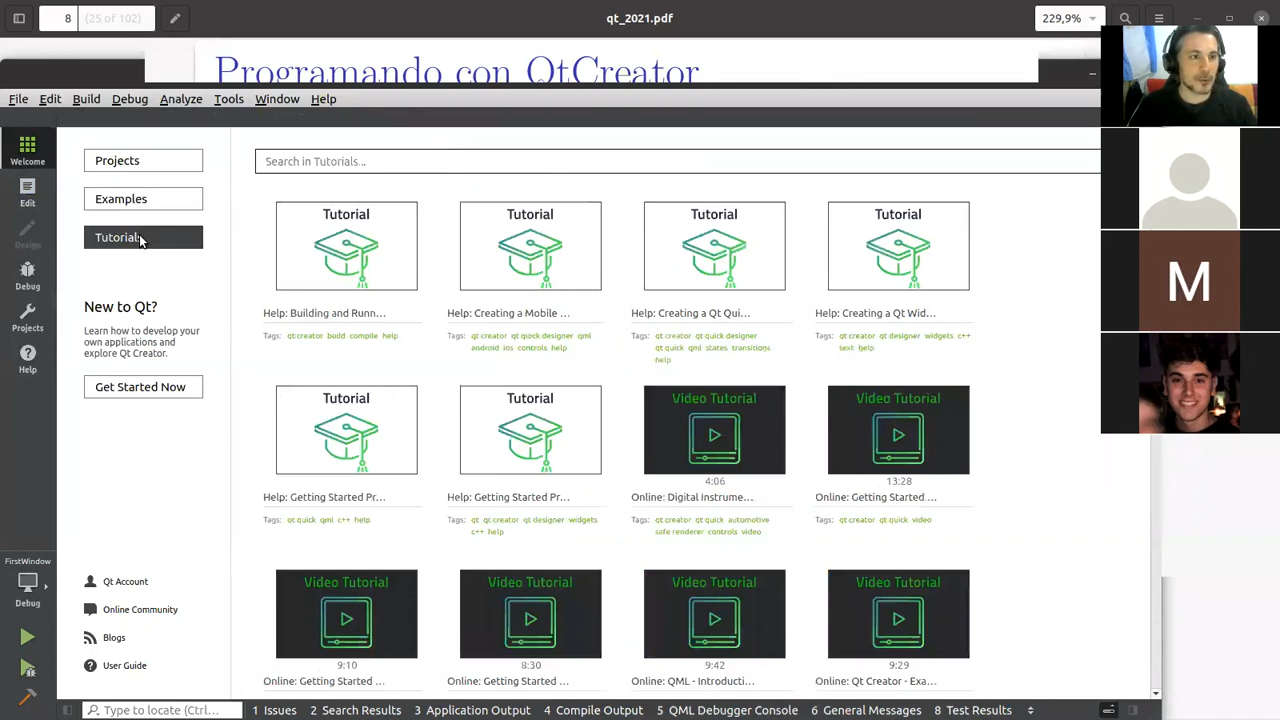 8 (25 of 102)
qt_2021.pdf
229,9%
Programando con QtCreator
File Edit Build Debug Tools Analyze Window Help
Welcome
Edit
Design
Debug
Projects
Help
FirstWindow
Debug
Projects
Examples
Tutorials
New to Qt?
Learn how to develop your
own applications and
explore Qt Creator.
Get Started Now
Qt Account
Online Community
Blogs
User Guide
Search in Tutorials...
Tutorial
Help: Building and Runn...
Tags: qt creator build compile help
Tutorial
Help: Creating a Mobile ...
Tags: qt creator qt quick designer qml
android ios controls help
Tutorial
Help: Creating a Qt Qui...
Tags: qt creator qt quick designer
qt quick qml states transitions
help
Tutorial
Help: Creating a Qt Wid...
Tags: qt creator qt designer widgets c++
text help
Tutorial
Help: Getting Started Pr...
Tags: qt quick qml c++ help
Tutorial
Help: Getting Started Pr...
Tags: qt qt creator qt designer widgets
c++ help
Video Tutorial
4:06
Online: Digital Instrume...
Tags: qt creator qt quick automotive
safe renderer controls video
Video Tutorial
13:28
Online: Getting Started ...
Tags: qt creator qt quick video
Video Tutorial
9:10
Online: Getting Started ...
Video Tutorial
8:30
Online: Getting Started ...
Video Tutorial
9:42
Online: QML - Introducti...
Video Tutorial
9:29
Online: Qt Creator - Exa...
M
Type to locate (Ctrl... 1 Issues 2 Search Results 3 Application Output 4 Compile Output 5 QML Debugger Console 6 General Messages 8 Test Results